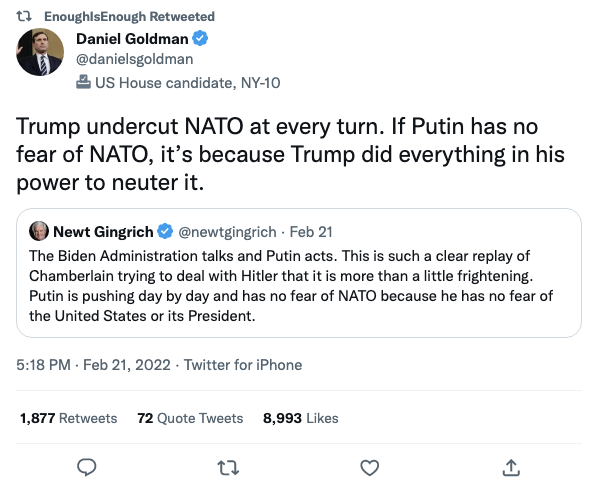 EnoughIsEnough Retweeted
Daniel Goldman
@danielsgoldman
US House candidate, NY-10
Trump undercut NATO at every turn. If Putin has no
fear of NATO, it’s because Trump did everything in his
power to neuter it.
Newt Gingrich @newtgingrich · Feb 21
The Biden Administration talks and Putin acts. This is such a clear replay of
Chamberlain trying to deal with Hitler that it is more than a little frightening.
Putin is pushing day by day and has no fear of NATO because he has no fear of
the United States or its President.
5:18 PM · Feb 21, 2022 · Twitter for iPhone
1,877 Retweets 72 Quote Tweets 8,993 Likes